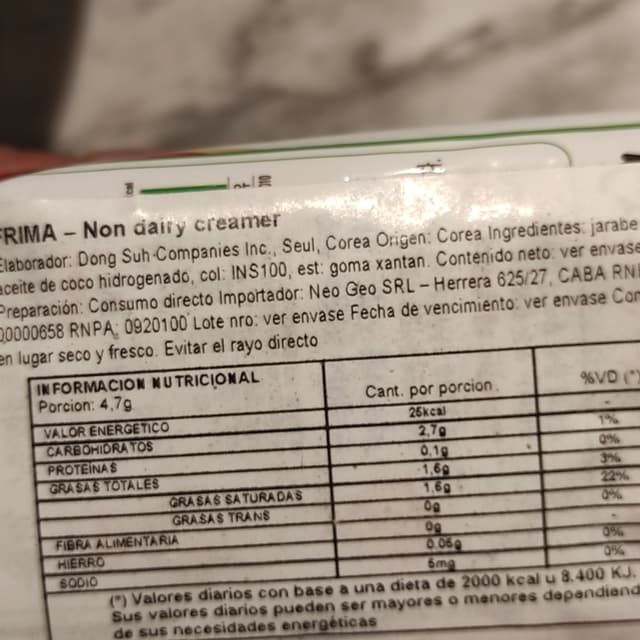 FRIMA – Non dairy creamer
Elaborador: Dong Suh Companies Inc., Seul, Corea Origen: Corea Ingredientes: jarabe
aceite de coco hidrogenado, col: INS100, est: goma xantan. Contenido neto: ver envase
Preparación: Consumo directo Importador: Neo Geo SRL – Herrera 625/27, CABA RNE
00000658 RNPA: 0920100 Lote nro: ver envase Fecha de vencimiento: ver envase Con
en lugar seco y fresco. Evitar el rayo directo
INFORMACION NUTRICIONAL
Porcion: 4,7g Cant. por porcion. %VD (*)
VALOR ENERGETICO 26kcal -
CARBOHIDRATOS 2,7g 1%
PROTEINAS 0,1g 0%
GRASAS TOTALES 1,6g 3%
GRASAS SATURADAS 1,6g 22%
GRASAS TRANS 0g 0%
FIBRA ALIMENTARIA 0g -
HIERRO 0.06g 0%
SODIO 5mg 0%
(*) Valores diarios con base a una dieta de 2000 kcal u 8.400 KJ.
Sus valores diarios pueden ser mayores o menores dependiend
de sus necesidades energéticas